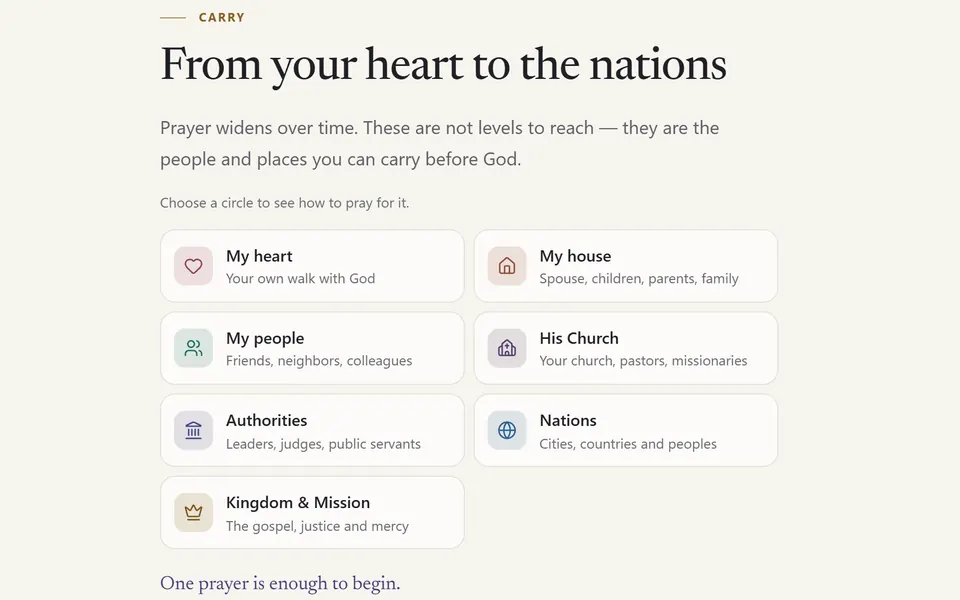 CARRY
From your heart to the nations
Prayer widens over time. These are not levels to reach — they are the
people and places you can carry before God.
Choose a circle to see how to pray for it.
My heart
Your own walk with God
My house
Spouse, children, parents, family
My people
Friends, neighbors, colleagues
His Church
Your church, pastors, missionaries
Authorities
Leaders, judges, public servants
Nations
Cities, countries and peoples
Kingdom & Mission
The gospel, justice and mercy
One prayer is enough to begin.